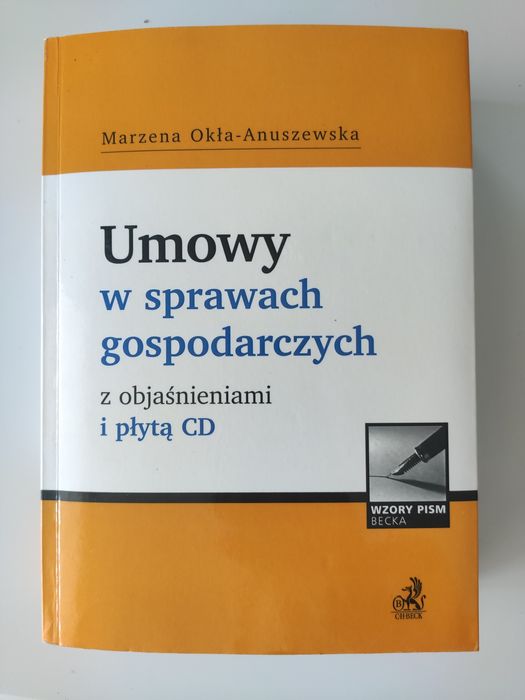 Marzena Okła-Anuszewska
Umowy
w sprawach
gospodarczych
z objaśnieniami
i płytą CD
WZORY PISM
BECKA
B
C·H·BECK